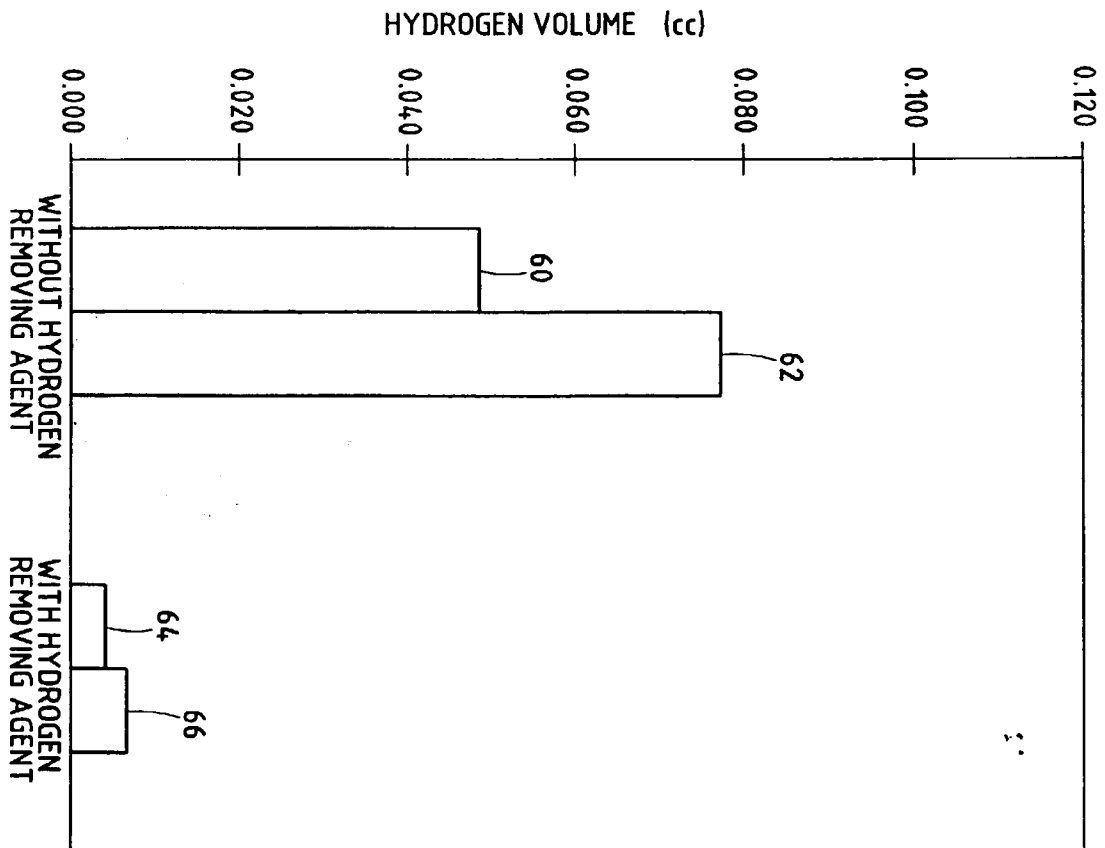 HYDROGEN VOLUME (cc)
0.120
0.100
0.080
0.060
0.040
0.020
0.000
60
62
64
66
WITHOUT HYDROGEN
REMOVING AGENT
WITH HYDROGEN
REMOVING AGENT